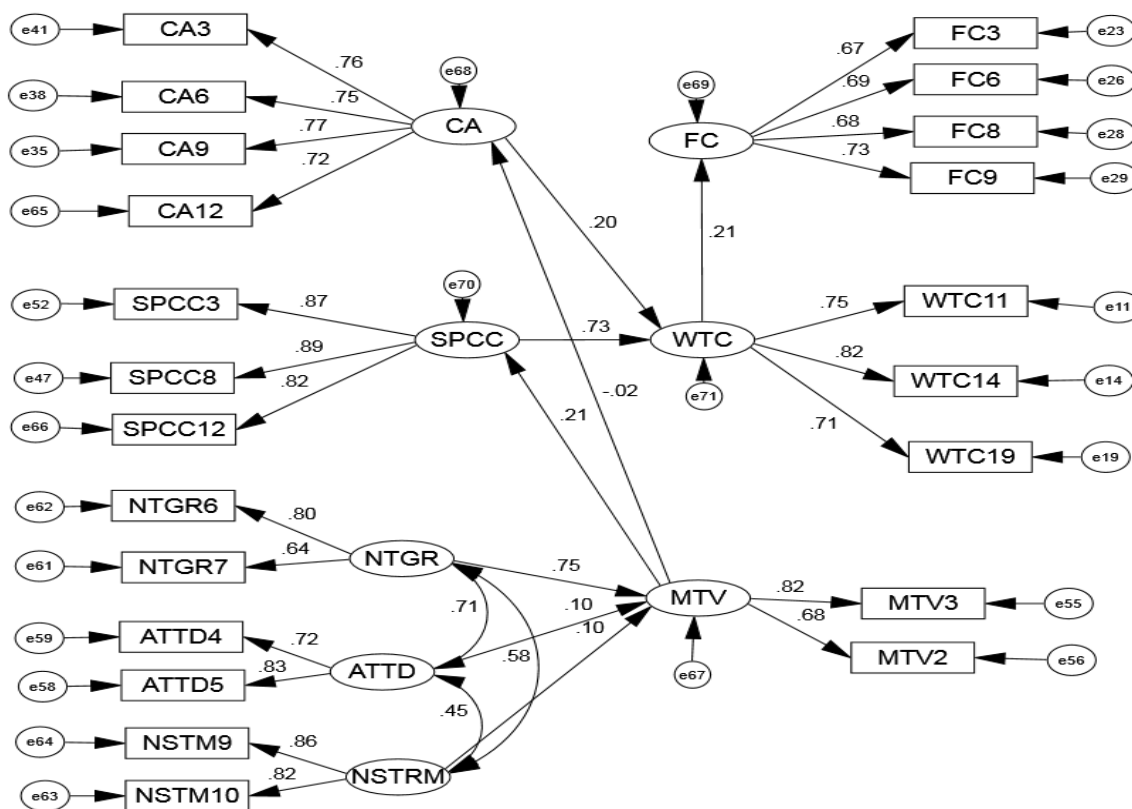 e41 CA3 .76
e38 CA6 .75
e35 CA9 .77
e65 CA12 .72
e68
CA
e69
FC
.67 FC3 e23
.69 FC6 e26
.68 FC8 e28
.73 FC9 e29
.20
.21
e52 SPCC3 .87
e47 SPCC8 .89
e66 SPCC12 .82
e70
SPCC
.73
WTC
e71
.75 WTC11 e11
.82 WTC14 e14
.71 WTC19 e19
-.02
.21
e62 NTGR6 .80
e61 NTGR7 .64
NTGR
.75
.71
.10
.10
.58
e59 ATTD4 .72
e58 ATTD5 .83
ATTD
.45
e64 NSTM9 .86
e63 NSTM10 .82
NSTRM
MTV
e67
.82 MTV3 e55
.68 MTV2 e56